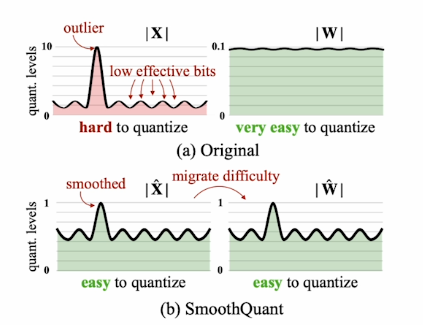 outlier
|X|
|W|
quant. levels
10
low effective bits
0
0.1
0
hard to quantize
very easy to quantize
(a) Original
smoothed
|X̂|
migrate difficulty
|Ŵ|
quant. levels
1
0
1
0
easy to quantize
easy to quantize
(b) SmoothQuant